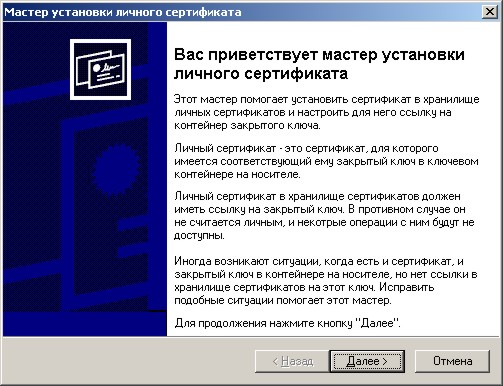 Мастер установки личного сертификата
Вас приветствует мастер установки
личного сертификата
Этот мастер помогает установить сертификат в хранилище
личных сертификатов и настроить для него ссылку на
контейнер закрытого ключа.
Личный сертификат - это сертификат, для которого
имеется соответствующий ему закрытый ключ в ключевом
контейнере на носителе.
Личный сертификат в хранилище сертификатов должен
иметь ссылку на закрытый ключ. В противном случае он
не считается личным, и некоторые операции с ним будут не
доступны.
Иногда возникают ситуации, когда есть и сертификат, и
закрытый ключ в контейнере на носителе, но нет ссылки в
хранилище сертификатов на этот ключ. Исправить
подобные ситуации помогает этот мастер.
Для продолжения нажмите кнопку "Далее".
< Назад
Далее >
Отмена